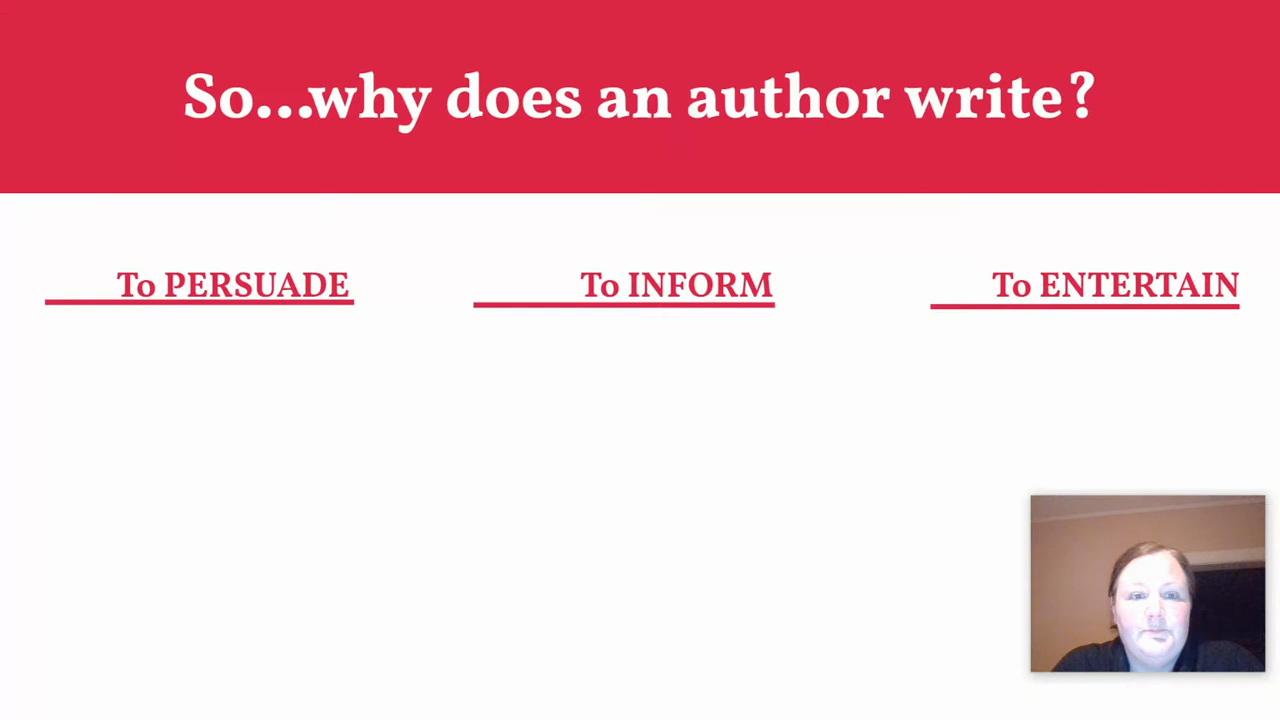 So...why does an author write?
To PERSUADE
To INFORM
To ENTERTAIN